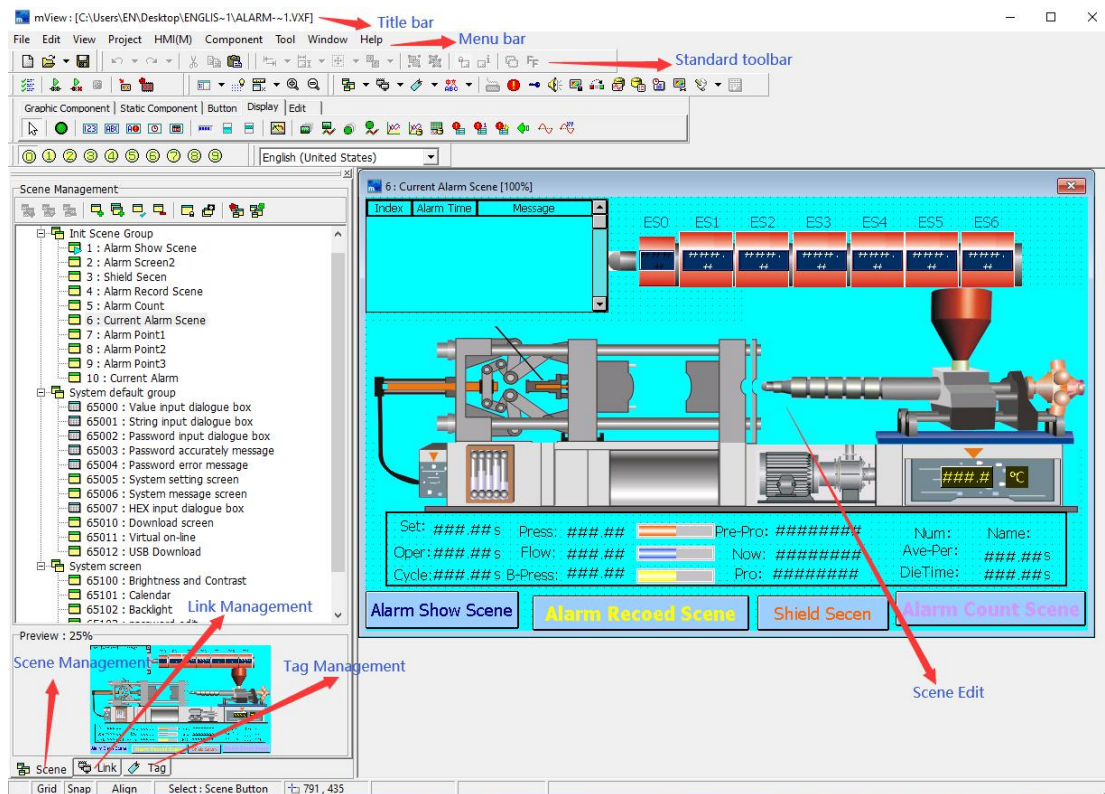 mView : [C:\Users\EN\Desktop\ENGLIS~1\ALARM-~1.VXF]
Title bar
File Edit View Project HMI(M) Component Tool Window Help
Menu bar
Standard toolbar
Graphic Component Static Component Button Display Edit
0 1 2 3 4 5 6 7 8 9
English (United States)
Scene Management
Init Scene Group
1 : Alarm Show Scene
2 : Alarm Screen2
3 : Shield Secen
4 : Alarm Record Scene
5 : Alarm Count
6 : Current Alarm Scene
7 : Alarm Point1
8 : Alarm Point2
9 : Alarm Point3
10 : Current Alarm
System default group
65000 : Value input dialogue box
65001 : String input dialogue box
65002 : Password input dialogue box
65003 : Password accurately message
65004 : Password error message
65005 : System setting screen
65006 : System message screen
65007 : HEX input dialogue box
65010 : Download screen
65011 : Virtual on-line
65012 : USB Download
System screen
65100 : Brightness and Contrast
65101 : Calendar
65102 : Backlight
Link Management
Preview : 25%
Scene Management
Tag Management
Scene Link Tag
6 : Current Alarm Scene [100%]
Index Alarm Time Message
ES0 ES1 ES2 ES3 ES4 ES5 ES6
#####.## ####.## ####.## ####.## ####.## ####.## ####.##
###.# °C
Set: ###.## s Press: ###.## Pre-Pro: ######## Num: Name:
Oper: ###.## s Flow: ###.## Now: ######## Ave-Per: ###.## s
Cycle: ###.## s B-Press: ###.## Pro: ######## DieTime: ###.## s
Alarm Show Scene Alarm Recoed Scene Shield Secen Alarm Count Scene
Scene Edit
Grid Snap Align Select : Scene Button 791 , 435